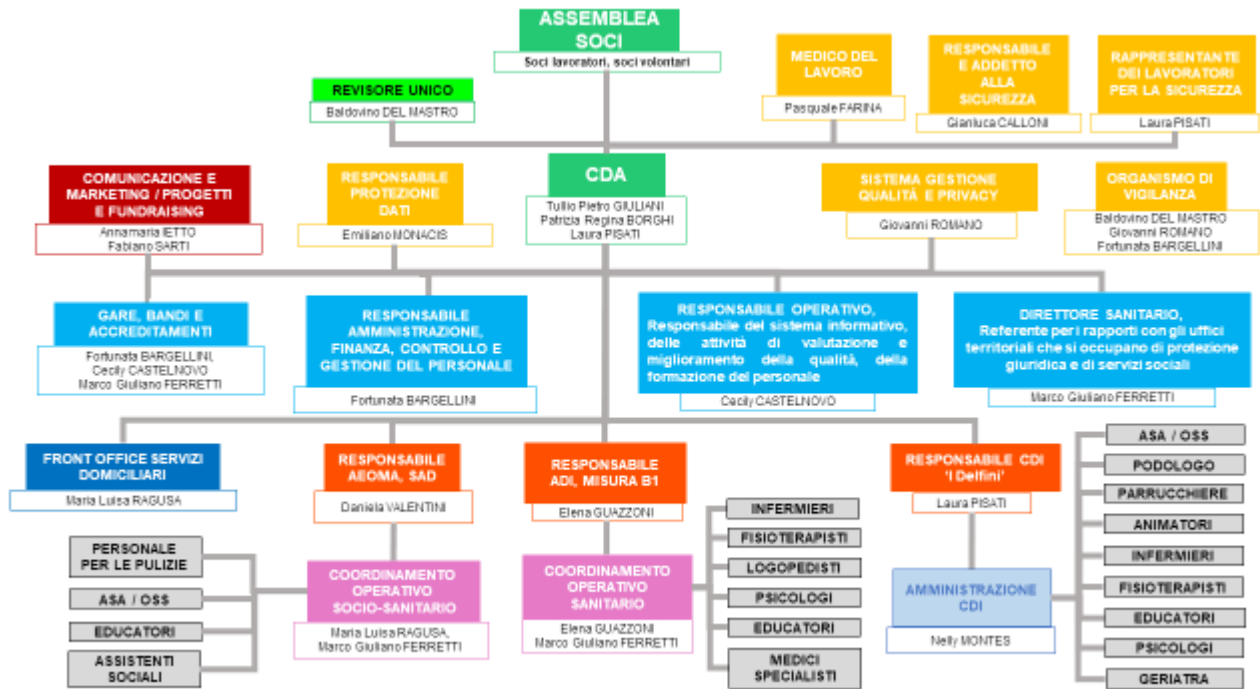 ASSEMBLEA
SOCI
Soci lavoratori, soci volontari
REVISORE UNICO
Baldovino DEL MASTRO
MEDICO DEL
LAVORO
Pasquale FARINA
RESPONSABILE
E ADDETTO
ALLA
SICUREZZA
Gianluca CALLONI
RAPPRESENTANTE
DEI LAVORATORI
PER LA SICUREZZA
Laura PISATI
COMUNICAZIONE E
MARKETING / PROGETTI
E FUNDRAISING
Annamaria IETTO
Fabiano SARTI
RESPONSABILE
PROTEZIONE
DATI
Emiliano MONACIS
CDA
Tullio Pietro GIULIANI
Patrizia Regina BORGHI
Laura PISATI
SISTEMA GESTIONE
QUALITÀ E PRIVACY
Giovanni ROMANO
ORGANISMO DI
VIGILANZA
Baldovino DEL MASTRO
Giovanni ROMANO
Fortunata BARGELLINI
GARE, BANDI E
ACCREDITAMENTI
Fortunata BARGELLINI,
Cecily CASTELNOVO
Marco Giuliano FERRETTI
RESPONSABILE
AMMINISTRAZIONE,
FINANZA, CONTROLLO E
GESTIONE DEL PERSONALE
Fortunata BARGELLINI
RESPONSABILE OPERATIVO,
Responsabile del sistema informativo,
delle attività di valutazione e
miglioramento della qualità, della
formazione del personale
Cecily CASTELNOVO
DIRETTORE SANITARIO,
Referente per i rapporti con gli uffici
territoriali che si occupano di protezione
giuridica e di servizi sociali
Marco Giuliano FERRETTI
FRONT OFFICE SERVIZI
DOMICILIARI
Maria Luisa RAGUSA
RESPONSABILE
AEOMA, SAD
Daniela VALENTINI
RESPONSABILE
ADI, MISURA B1
Elena GUAZZONI
RESPONSABILE CDI
'I Delfini'
Laura PISATI
PERSONALE
PER LE PULIZIE
ASA / OSS
EDUCATORI
ASSISTENTI
SOCIALI
COORDINAMENTO
OPERATIVO
SOCIO-SANITARIO
Maria Luisa RAGUSA,
Marco Giuliano FERRETTI
COORDINAMENTO
OPERATIVO
SANITARIO
Elena GUAZZONI
Marco Giuliano FERRETTI
INFERMIERI
FISIOTERAPISTI
LOGOPEDISTI
PSICOLOGI
EDUCATORI
MEDICI
SPECIALISTI
AMMINISTRAZIONE
CDI
Nelly MONTES
ASA / OSS
PODOLOGO
PARRUCCHIERE
ANIMATORI
INFERMIERI
FISIOTERAPISTI
EDUCATORI
PSICOLOGI
GERIATRA